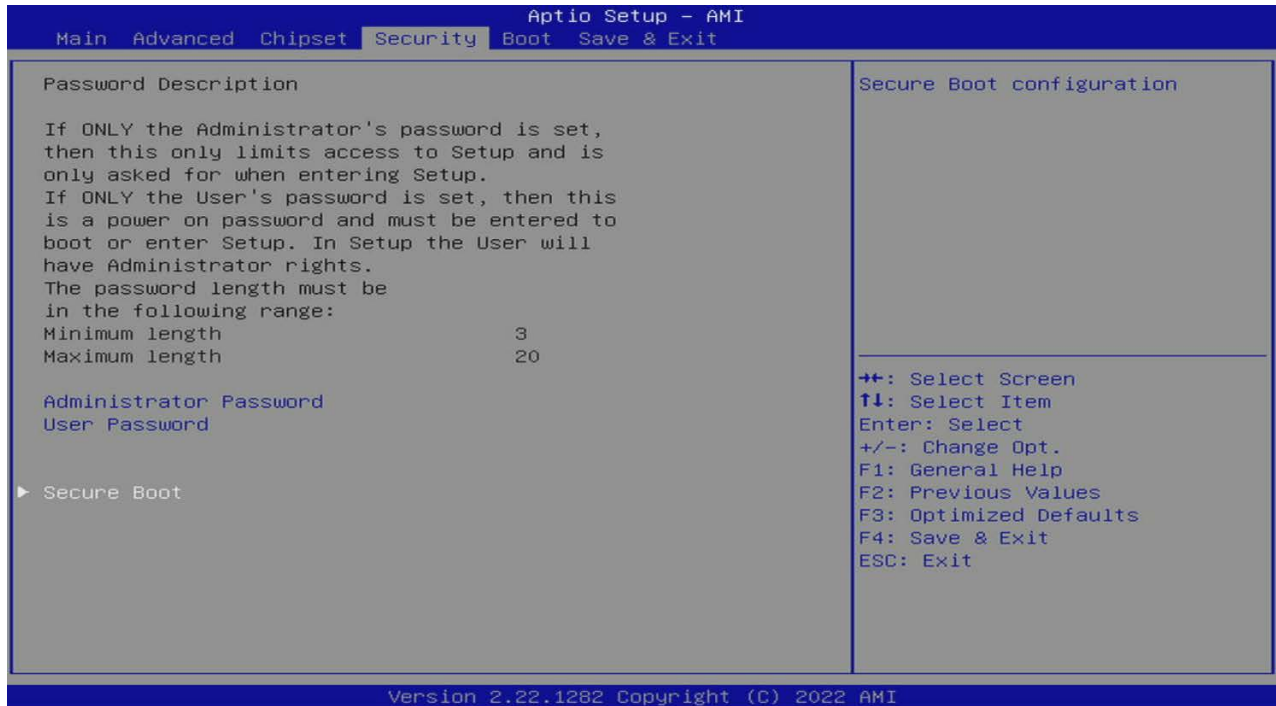 Aptio Setup – AMI
Main Advanced Chipset Security Boot Save & Exit
Password Description
If ONLY the Administrator's password is set,
then this only limits access to Setup and is
only asked for when entering Setup.
If ONLY the User's password is set, then this
is a power on password and must be entered to
boot or enter Setup. In Setup the User will
have Administrator rights.
The password length must be
in the following range:
Minimum length 3
Maximum length 20
Administrator Password
User Password
► Secure Boot
Secure Boot configuration
→←: Select Screen
↑↓: Select Item
Enter: Select
+/-: Change Opt.
F1: General Help
F2: Previous Values
F3: Optimized Defaults
F4: Save & Exit
ESC: Exit
Version 2.22.1282 Copyright (C) 2022 AMI